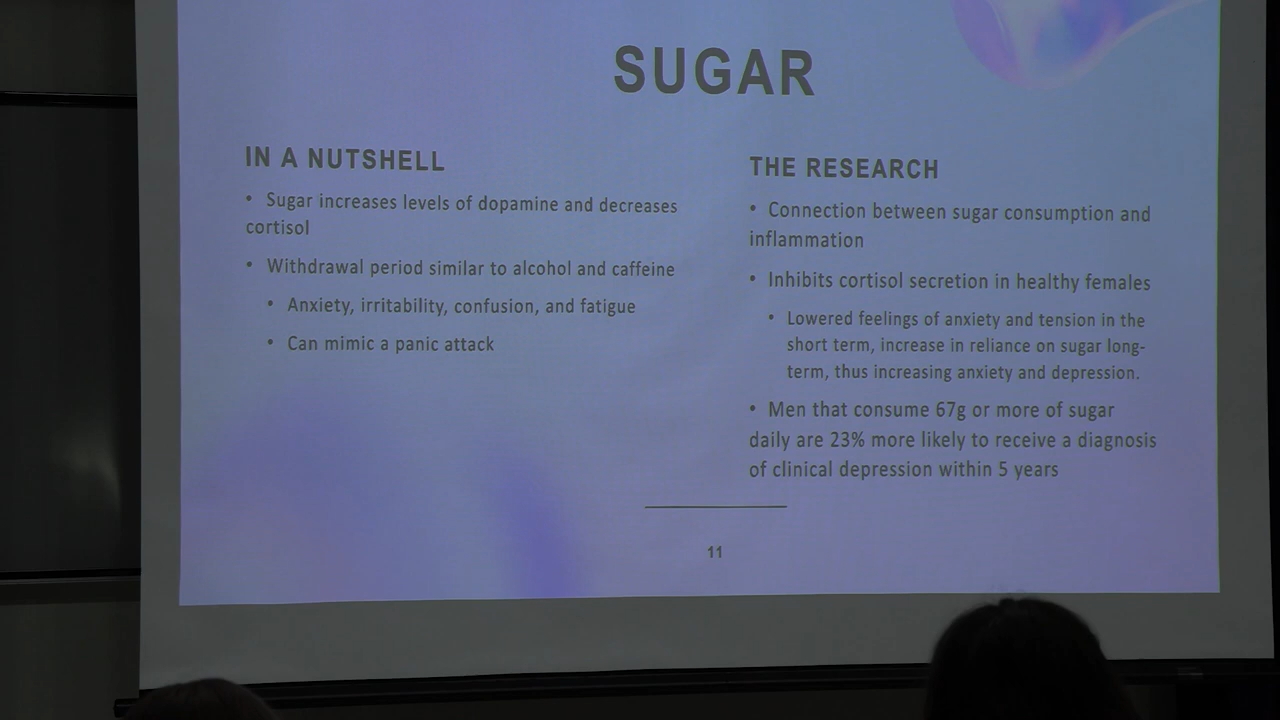 SUGAR
IN A NUTSHELL
• Sugar increases levels of dopamine and decreases
cortisol
• Withdrawal period similar to alcohol and caffeine
• Anxiety, irritability, confusion, and fatigue
• Can mimic a panic attack
THE RESEARCH
• Connection between sugar consumption and
inflammation
• Inhibits cortisol secretion in healthy females
• Lowered feelings of anxiety and tension in the
short term, increase in reliance on sugar long-
term, thus increasing anxiety and depression.
• Men that consume 67g or more of sugar
daily are 23% more likely to receive a diagnosis
of clinical depression within 5 years
11